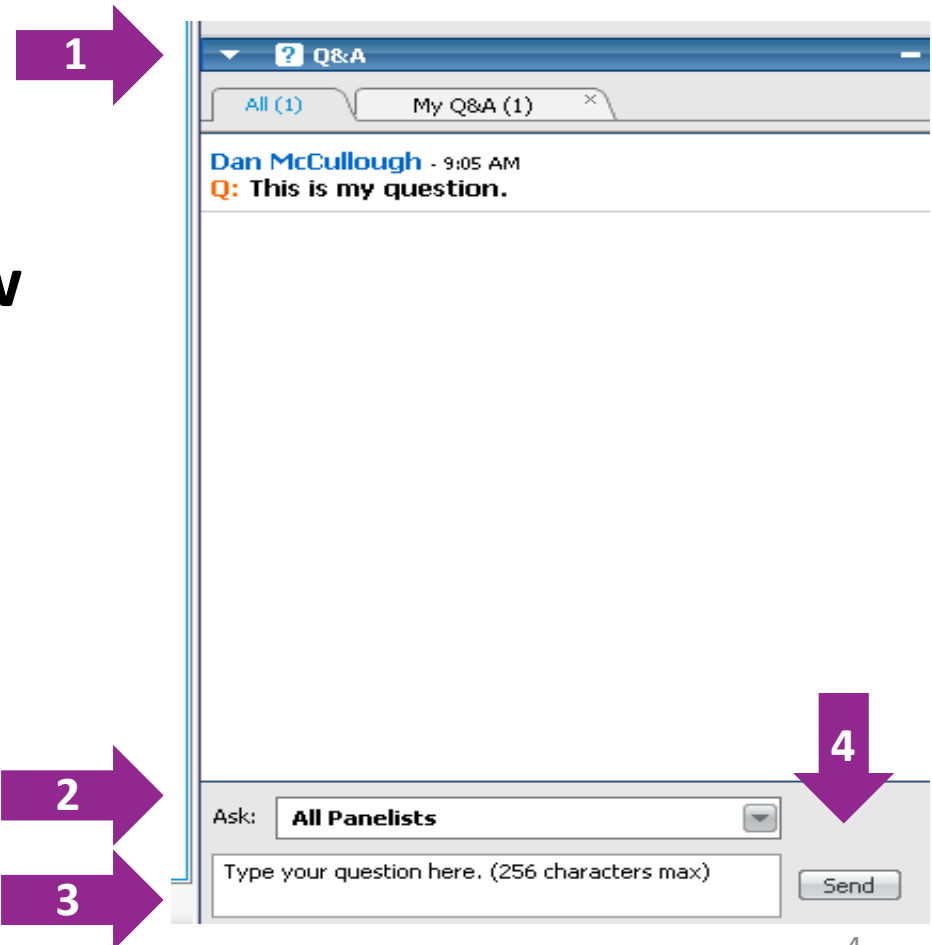 1
? Q&A
All (1) My Q&A (1)
Dan McCullough - 9:05 AM
Q: This is my question.
4
2
Ask: All Panelists
Type your question here. (256 characters max)
Send
3